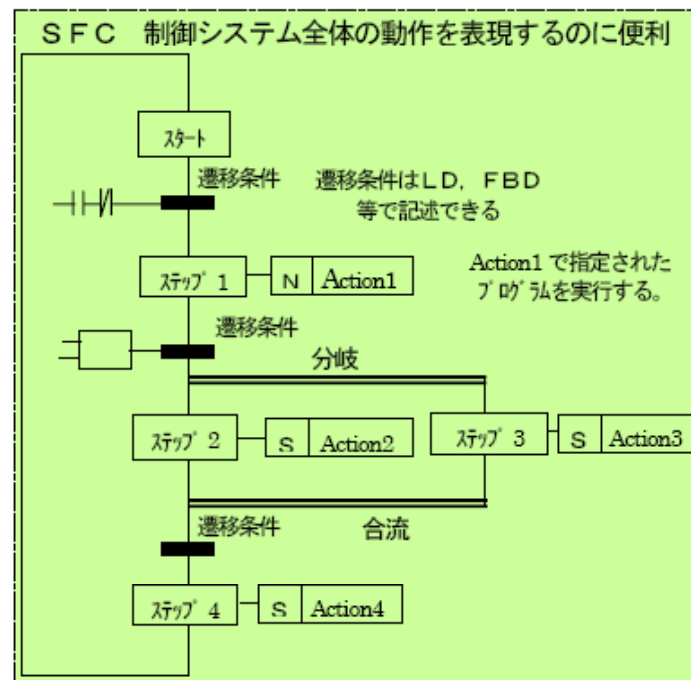 ＳＦＣ　制御システム全体の動作を表現するのに便利
ｽﾀｰﾄ
遷移条件
遷移条件はＬＤ，ＦＢＤ
等で記述できる
ｽﾃｯﾌﾟ 1
N
Action1
Action1 で指定された
ﾌﾟﾛｸﾞﾗﾑを実行する。
遷移条件
分岐
ｽﾃｯﾌﾟ 2
S
Action2
ｽﾃｯﾌﾟ 3
S
Action3
遷移条件
合流
ｽﾃｯﾌﾟ 4
S
Action4